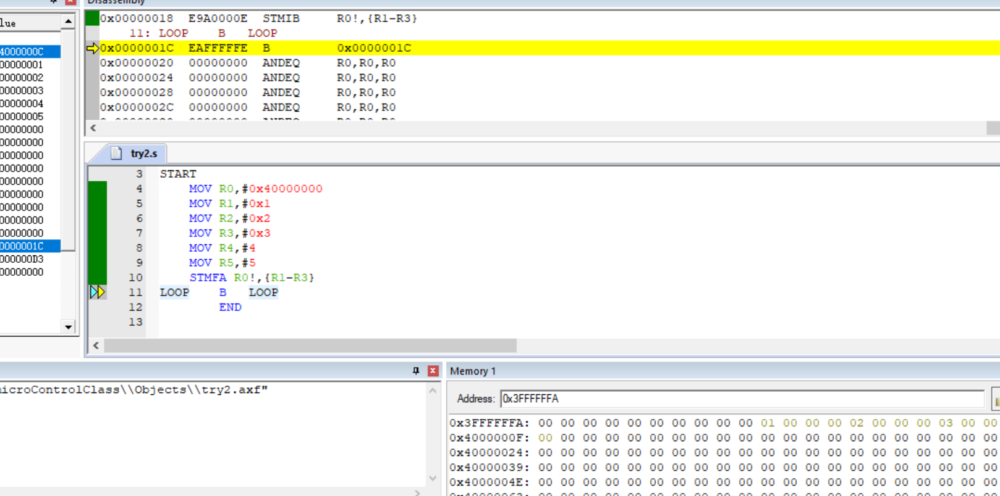 Disassembly
lue
4000000C
00000001
00000002
00000003
00000004
00000005
00000000
00000000
00000000
00000000
00000000
00000000
00000000
00000000
00000000
0000001C
000000D3
00000000
0x00000018 E9A0000E STMIB R0!,{R1-R3}
11: LOOP B LOOP
0x0000001C EAFFFFFE B 0x0000001C
0x00000020 00000000 ANDEQ R0,R0,R0
0x00000024 00000000 ANDEQ R0,R0,R0
0x00000028 00000000 ANDEQ R0,R0,R0
0x0000002C 00000000 ANDEQ R0,R0,R0
try2.s
3 START
4 MOV R0,#0x40000000
5 MOV R1,#0x1
6 MOV R2,#0x2
7 MOV R3,#0x3
8 MOV R4,#4
9 MOV R5,#5
10 STMFA R0!,{R1-R3}
11 LOOP B LOOP
12 END
13
icroControlClass\\Objects\\try2.axf"
Memory 1
Address: 0x3FFFFFFA
0x3FFFFFFA: 00 00 00 00 00 00 00 00 00 00 01 00 00 00 02 00 00 00 03 00 00
0x4000000F: 00 00 00 00 00 00 00 00 00 00 00 00 00 00 00 00 00 00 00 00 00
0x40000024: 00 00 00 00 00 00 00 00 00 00 00 00 00 00 00 00 00 00 00 00 00
0x40000039: 00 00 00 00 00 00 00 00 00 00 00 00 00 00 00 00 00 00 00 00 00
0x4000004E: 00 00 00 00 00 00 00 00 00 00 00 00 00 00 00 00 00 00 00 00 00